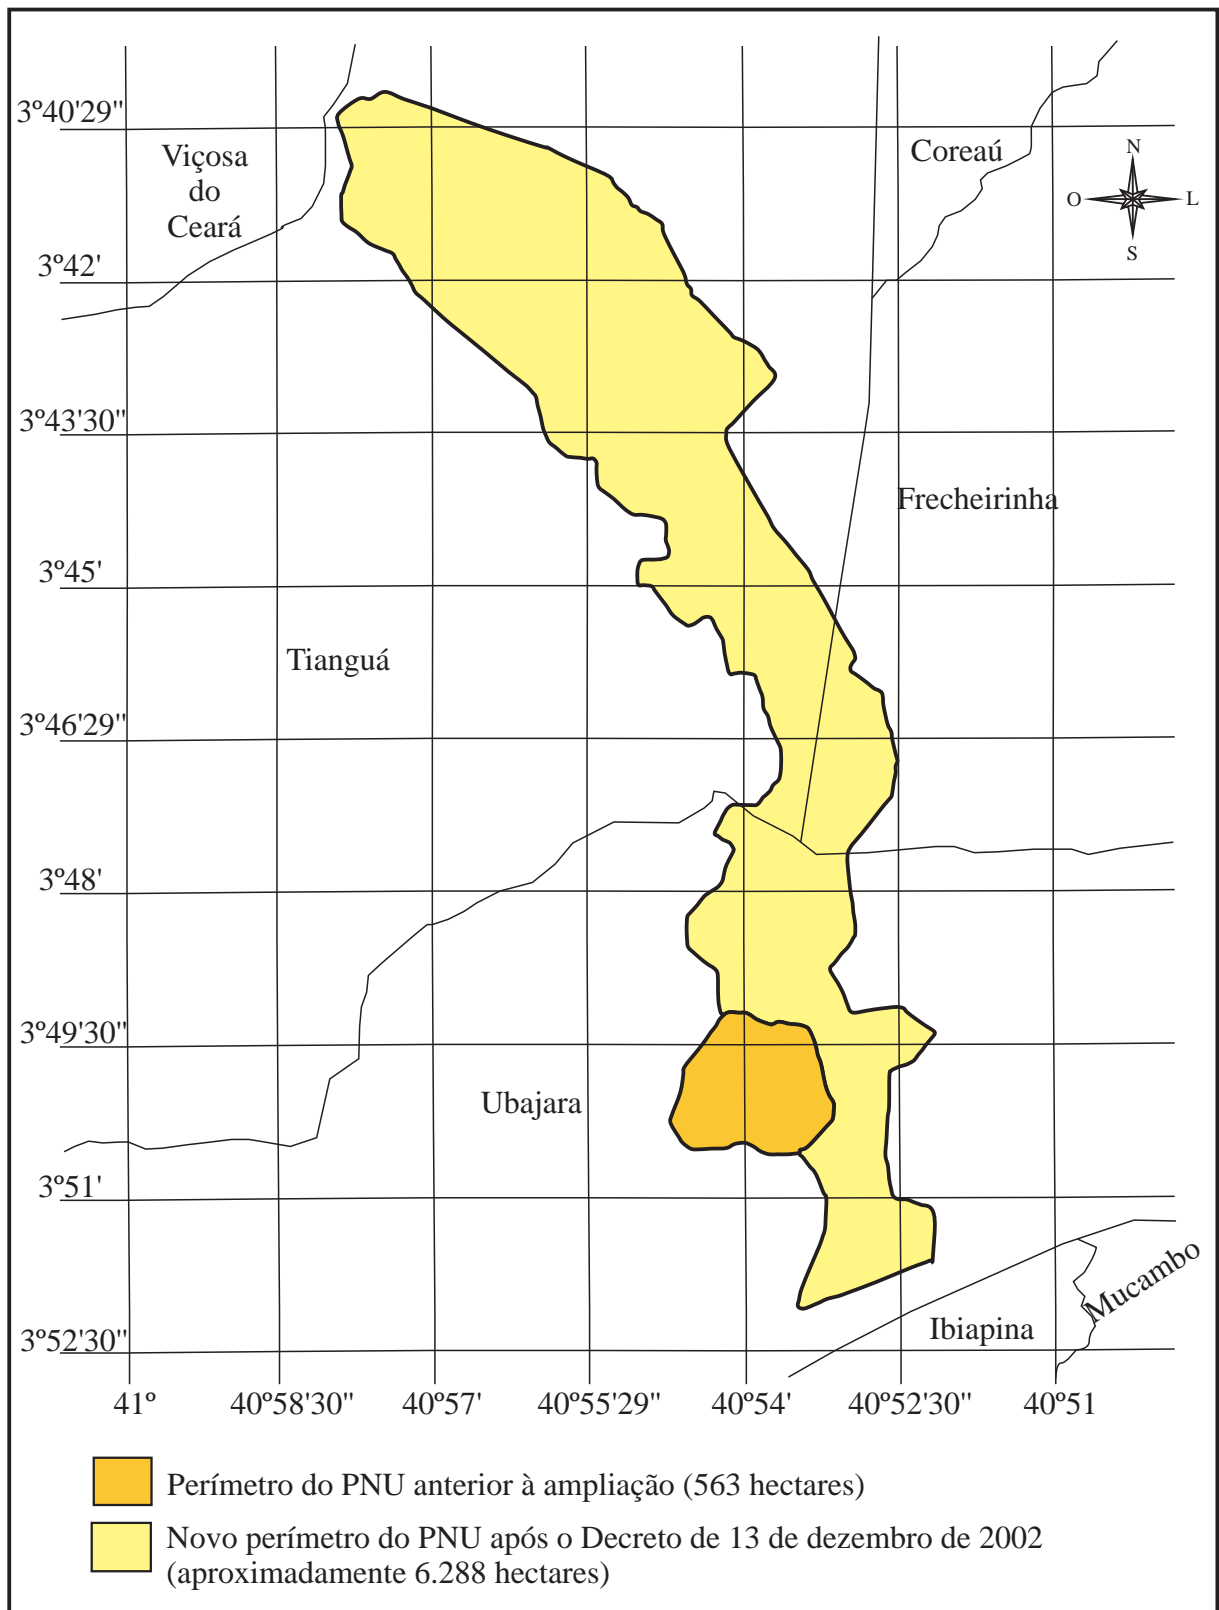 3º40'29"
Viçosa
do
Ceará
Coreaú
N
O
L
S
3º42'
3º43'30"
Frecheirinha
3º45'
Tianguá
3º46'29"
3º48'
3º49'30"
Ubajara
3º51'
Mucambo
Ibiapina
3º52'30"
41º 40º58'30" 40º57' 40º55'29" 40º54' 40º52'30" 40º51
Perímetro do PNU anterior à ampliação (563 hectares)
Novo perímetro do PNU após o Decreto de 13 de dezembro de 2002
(aproximadamente 6.288 hectares)